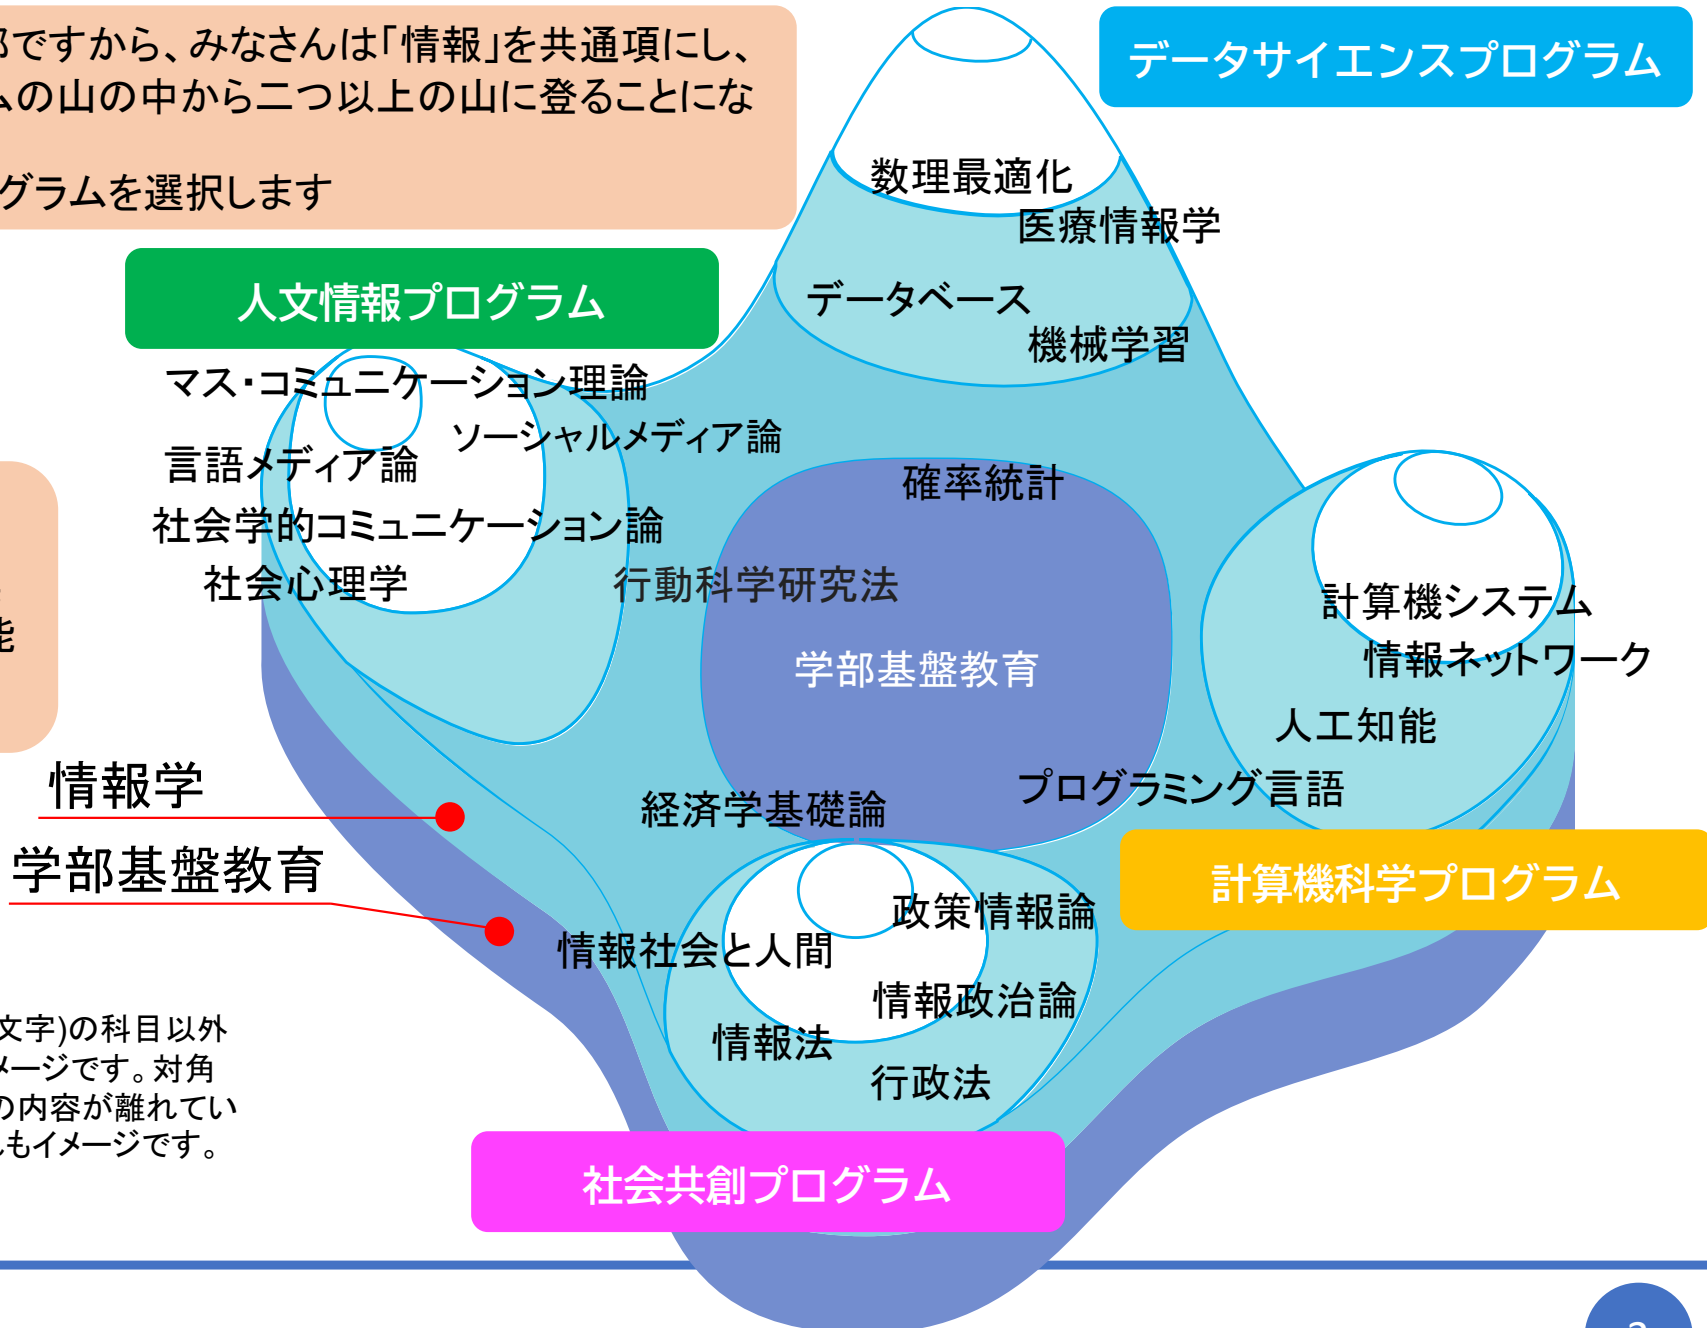 部ですから、みなさんは「情報」を共通項にし、
ムの山の中から二つ以上の山に登ることにな
グラムを選択します
データサイエンスプログラム
数理最適化
医療情報学
データベース
機械学習
人文情報プログラム
マス・コミュニケーション理論
ソーシャルメディア論
言語メディア論
社会学的コミュニケーション論
社会心理学
行動科学研究法
確率統計
学部基盤教育
計算機システム
情報ネットワーク
人工知能
プログラミング言語
計算機科学プログラム
能
情報学
学部基盤教育
経済学基礎論
政策情報論
情報社会と人間
情報政治論
情報法
行政法
社会共創プログラム
文字)の科目以外
メージです。対角
の内容が離れてい
もイメージです。